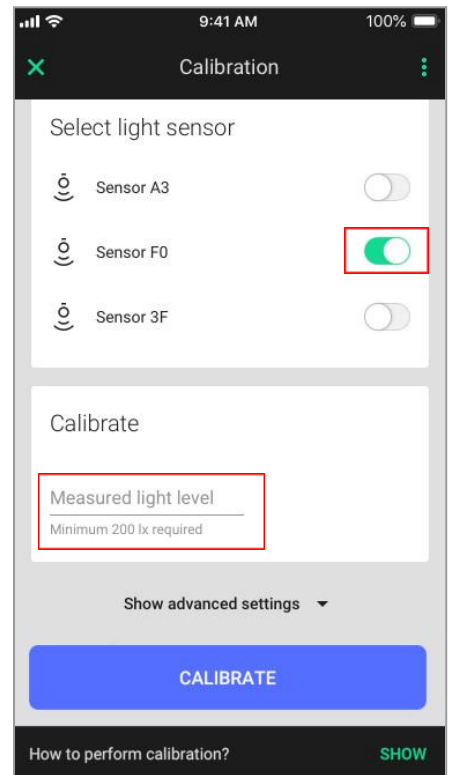 9:41 AM 100%
Calibration
Select light sensor
Sensor A3
Sensor F0
Sensor 3F
Calibrate
Measured light level
Minimum 200 lx required
Show advanced settings
CALIBRATE
How to perform calibration? SHOW